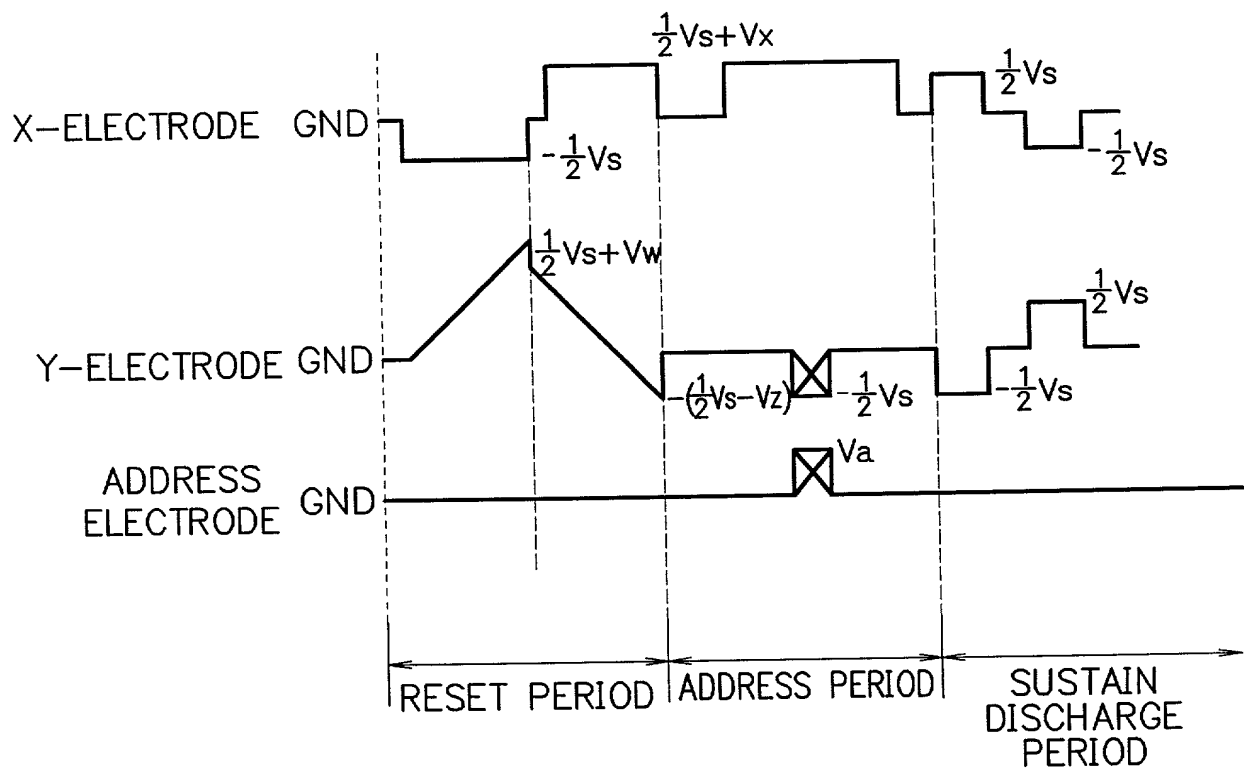 ½Vs+Vx
½Vs
X-ELECTRODE GND
-½Vs
-½Vs
½Vs+Vw
½Vs
Y-ELECTRODE GND
-(½Vs-Vz)
-½Vs
-½Vs
Va
ADDRESS
ELECTRODE
GND
RESET PERIOD
ADDRESS PERIOD
SUSTAIN
DISCHARGE
PERIOD